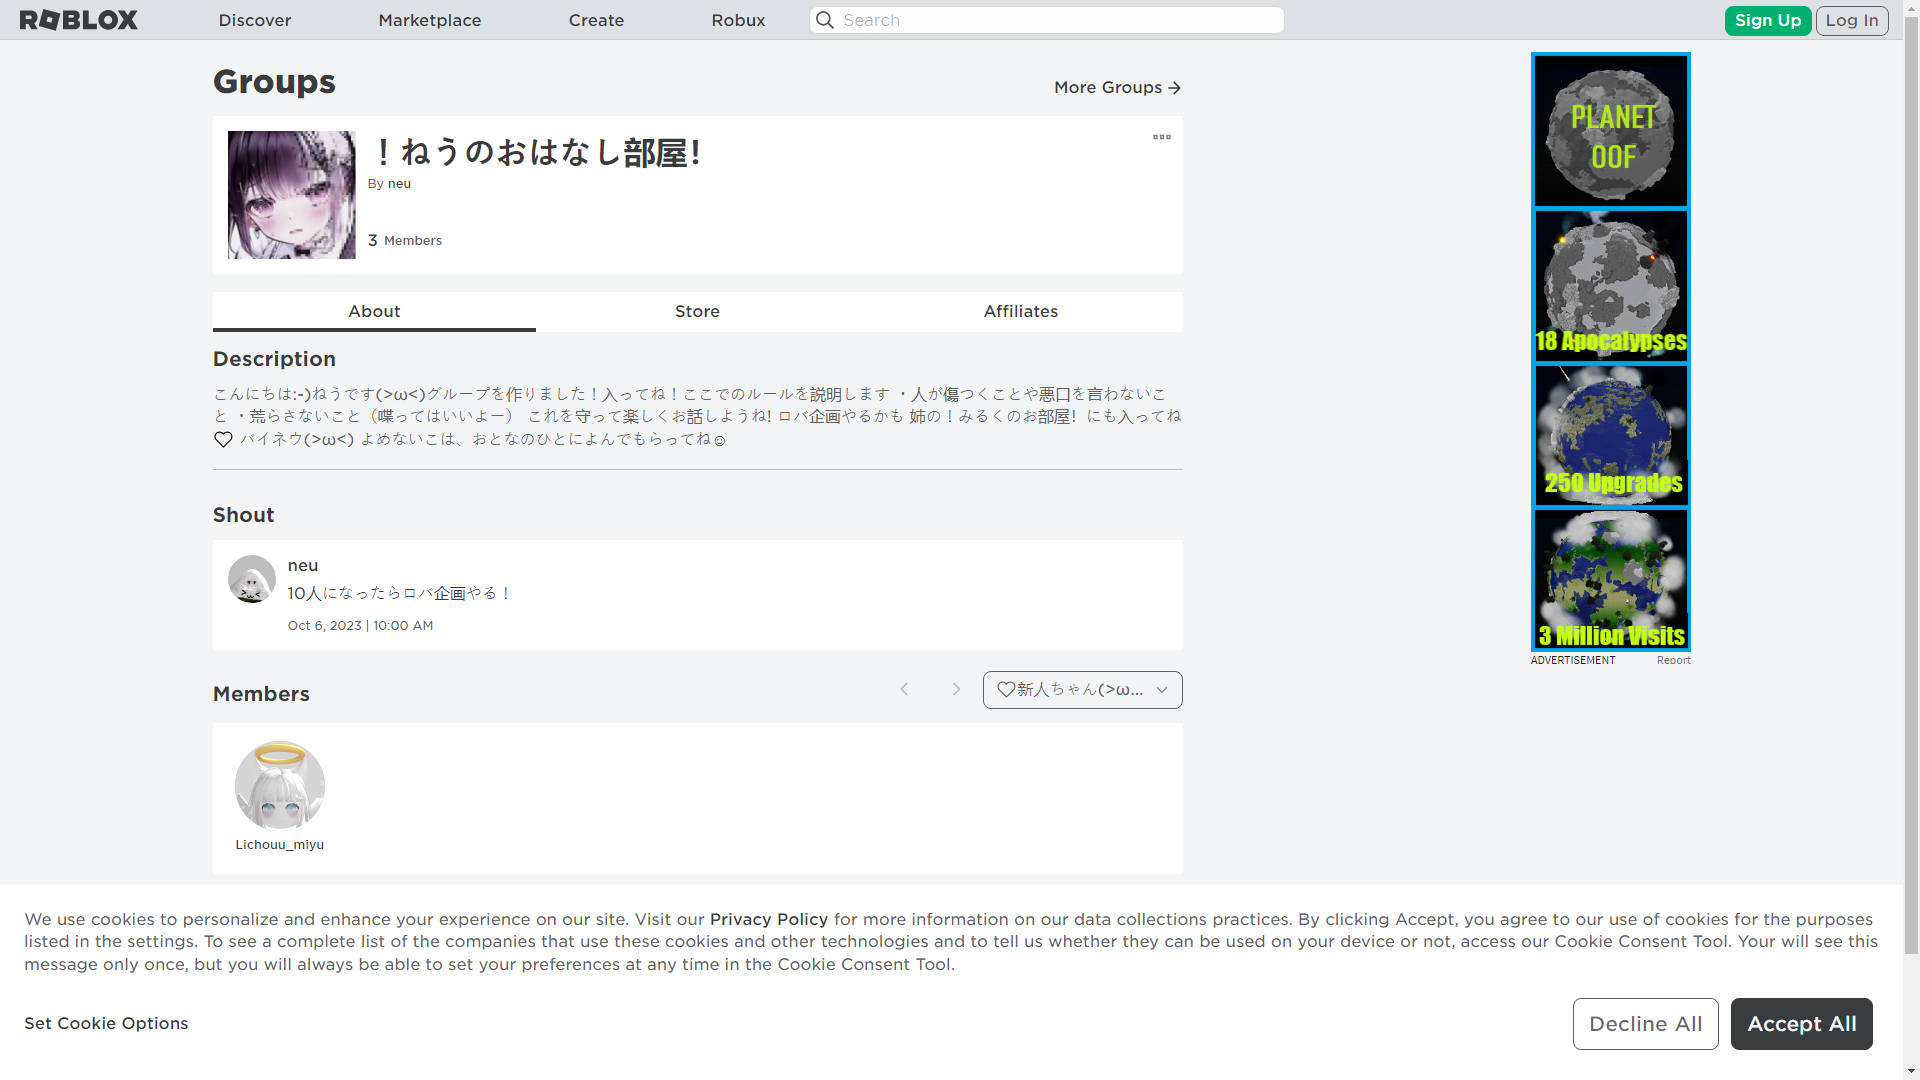 ROBLOX
Discover
Marketplace
Create
Robux
Search
Sign Up
Log In
Groups
More Groups
！ねうのおはなし部屋！
By neu
3 Members
About
Store
Affiliates
Description
こんにちは:-)ねうです(>ω<)グループを作りました！入ってね！ここでのルールを説明します ・人が傷つくことや悪口を言わないこ
と ・荒らさないこと（喋ってはいいよー） これを守って楽しくお話しようね! ロバ企画やるかも 姉の！みるくのお部屋！にも入ってね
♡ バイネウ(>ω<) よめないこは、おとなのひとによんでもらってね☺
Shout
neu
10人になったらロバ企画やる！
Oct 6, 2023 | 10:00 AM
Members
♡新人ちゃん(>ω...
Lichouu_miyu
PLANET
OOF
18 Apocalypses
250 Upgrades
3 Million Visits
ADVERTISEMENT
Report
We use cookies to personalize and enhance your experience on our site. Visit our Privacy Policy for more information on our data collections practices. By clicking Accept, you agree to our use of cookies for the purposes
listed in the settings. To see a complete list of the companies that use these cookies and other technologies and to tell us whether they can be used on your device or not, access our Cookie Consent Tool. Your will see this
message only once, but you will always be able to set your preferences at any time in the Cookie Consent Tool.
Set Cookie Options
Decline All
Accept All